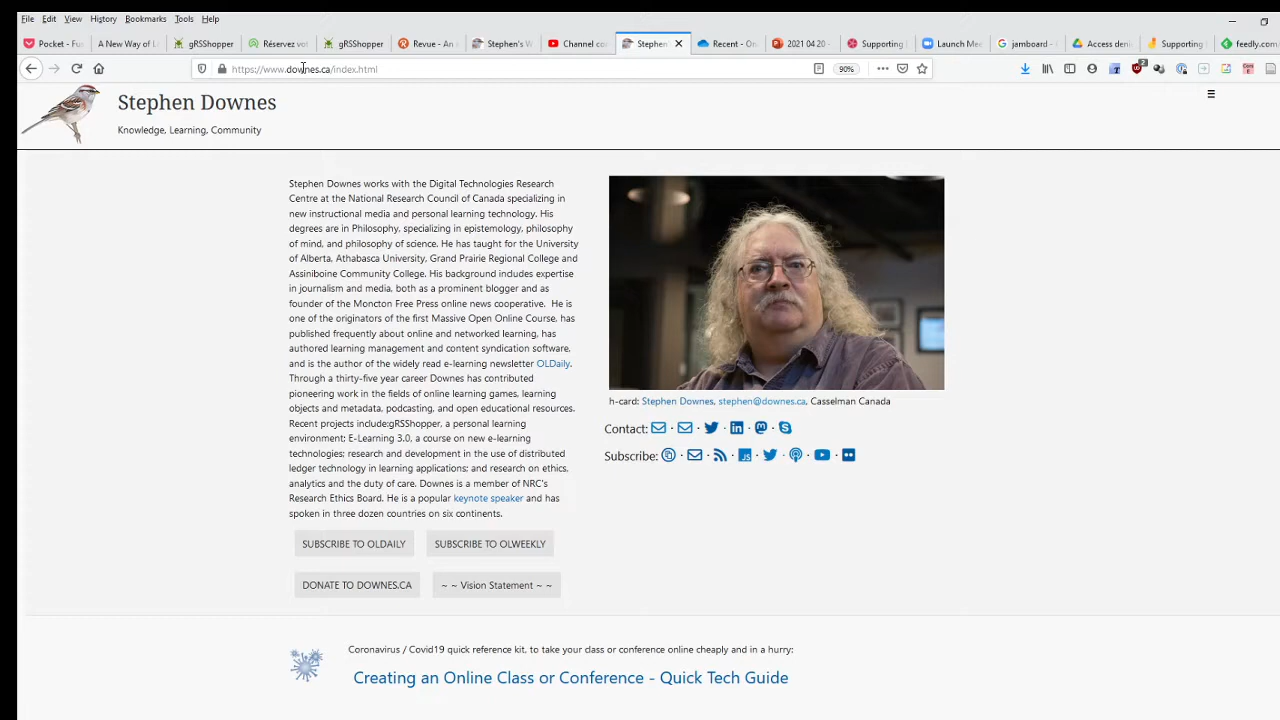 File Edit View History Bookmarks Tools Help
Pocket - Fu A New Way of L gRSShopper Réservez vot gRSShopper Revue - An Stephen's W Channel co Stephen' Recent - On 2021 04 20 - Supporting Launch Mee jamboard - G Access deni Supporting feedly.com
https://www.downes.ca/index.html 90%
Stephen Downes
Knowledge, Learning, Community
Stephen Downes works with the Digital Technologies Research
Centre at the National Research Council of Canada specializing in
new instructional media and personal learning technology. His
degrees are in Philosophy, specializing in epistemology, philosophy
of mind, and philosophy of science. He has taught for the University
of Alberta, Athabasca University, Grand Prairie Regional College and
Assiniboine Community College. His background includes expertise
in journalism and media, both as a prominent blogger and as
founder of the Moncton Free Press online news cooperative. He is
one of the originators of the first Massive Open Online Course, has
published frequently about online and networked learning, has
authored learning management and content syndication software,
and is the author of the widely read e-learning newsletter OLDaily.
Through a thirty-five year career Downes has contributed
pioneering work in the fields of online learning games, learning
objects and metadata, podcasting, and open educational resources.
Recent projects include:gRSShopper, a personal learning
environment; E-Learning 3.0, a course on new e-learning
technologies; research and development in the use of distributed
ledger technology in learning applications; and research on ethics,
analytics and the duty of care. Downes is a member of NRC's
Research Ethics Board. He is a popular keynote speaker and has
spoken in three dozen countries on six continents.
h-card: Stephen Downes, stephen@downes.ca, Casselman Canada
Contact:
Subscribe:
SUBSCRIBE TO OLDAILY SUBSCRIBE TO OLWEEKLY
DONATE TO DOWNES.CA ~ ~ Vision Statement ~ ~
Coronavirus / Covid19 quick reference kit, to take your class or conference online cheaply and in a hurry:
Creating an Online Class or Conference - Quick Tech Guide